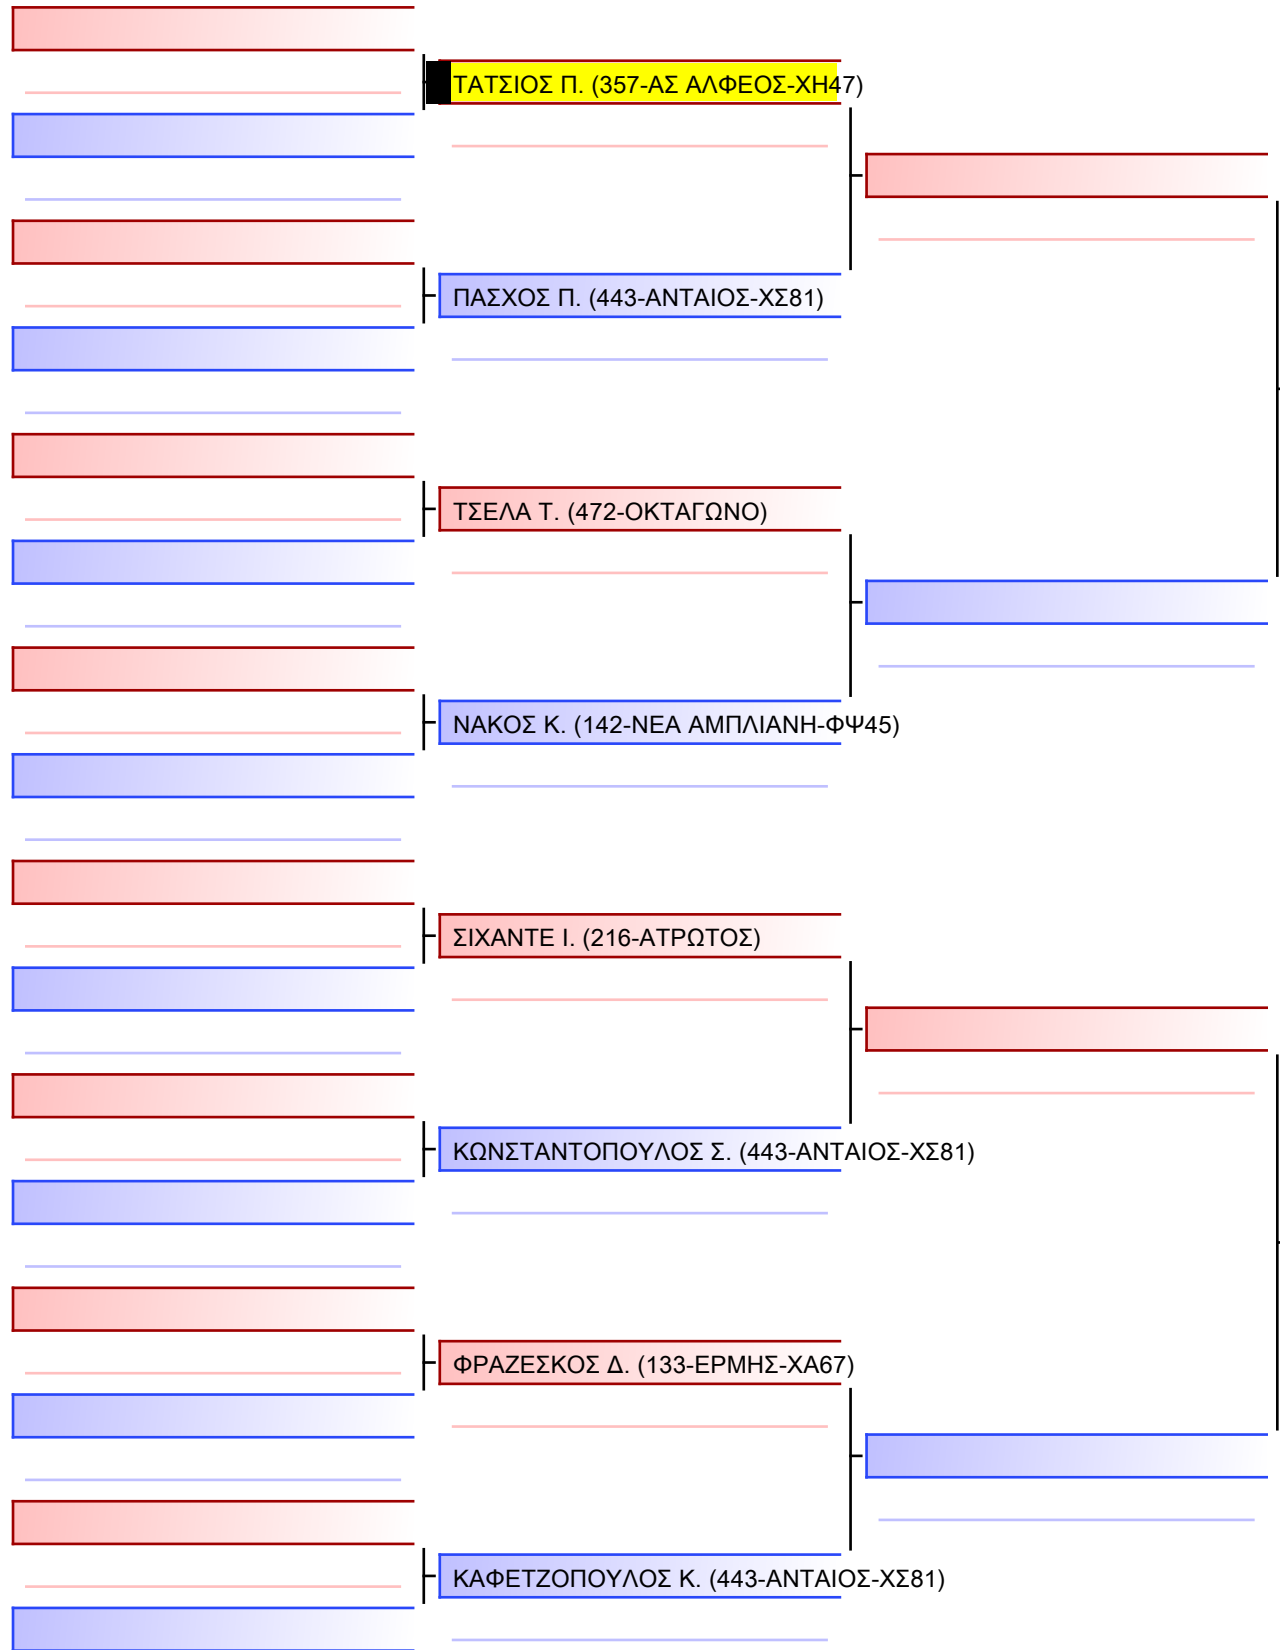 ΤΑΤΣΙΟΣ Π. (357-ΑΣ ΑΛΦΕΟΣ-ΧΗ47)
ΠΑΣΧΟΣ Π. (443-ΑΝΤΑΙΟΣ-ΧΣ81)
ΤΣΕΛΑ Τ. (472-ΟΚΤΑΓΩΝΟ)
ΝΑΚΟΣ Κ. (142-ΝΕΑ ΑΜΠΛΙΑΝΗ-ΦΨ45)
ΣΙΧΑΝΤΕ Ι. (216-ΑΤΡΩΤΟΣ)
ΚΩΝΣΤΑΝΤΟΠΟΥΛΟΣ Σ. (443-ΑΝΤΑΙΟΣ-ΧΣ81)
ΦΡΑΖΕΣΚΟΣ Δ. (133-ΕΡΜΗΣ-ΧΑ67)
ΚΑΦΕΤΖΟΠΟΥΛΟΣ Κ. (443-ΑΝΤΑΙΟΣ-ΧΣ81)